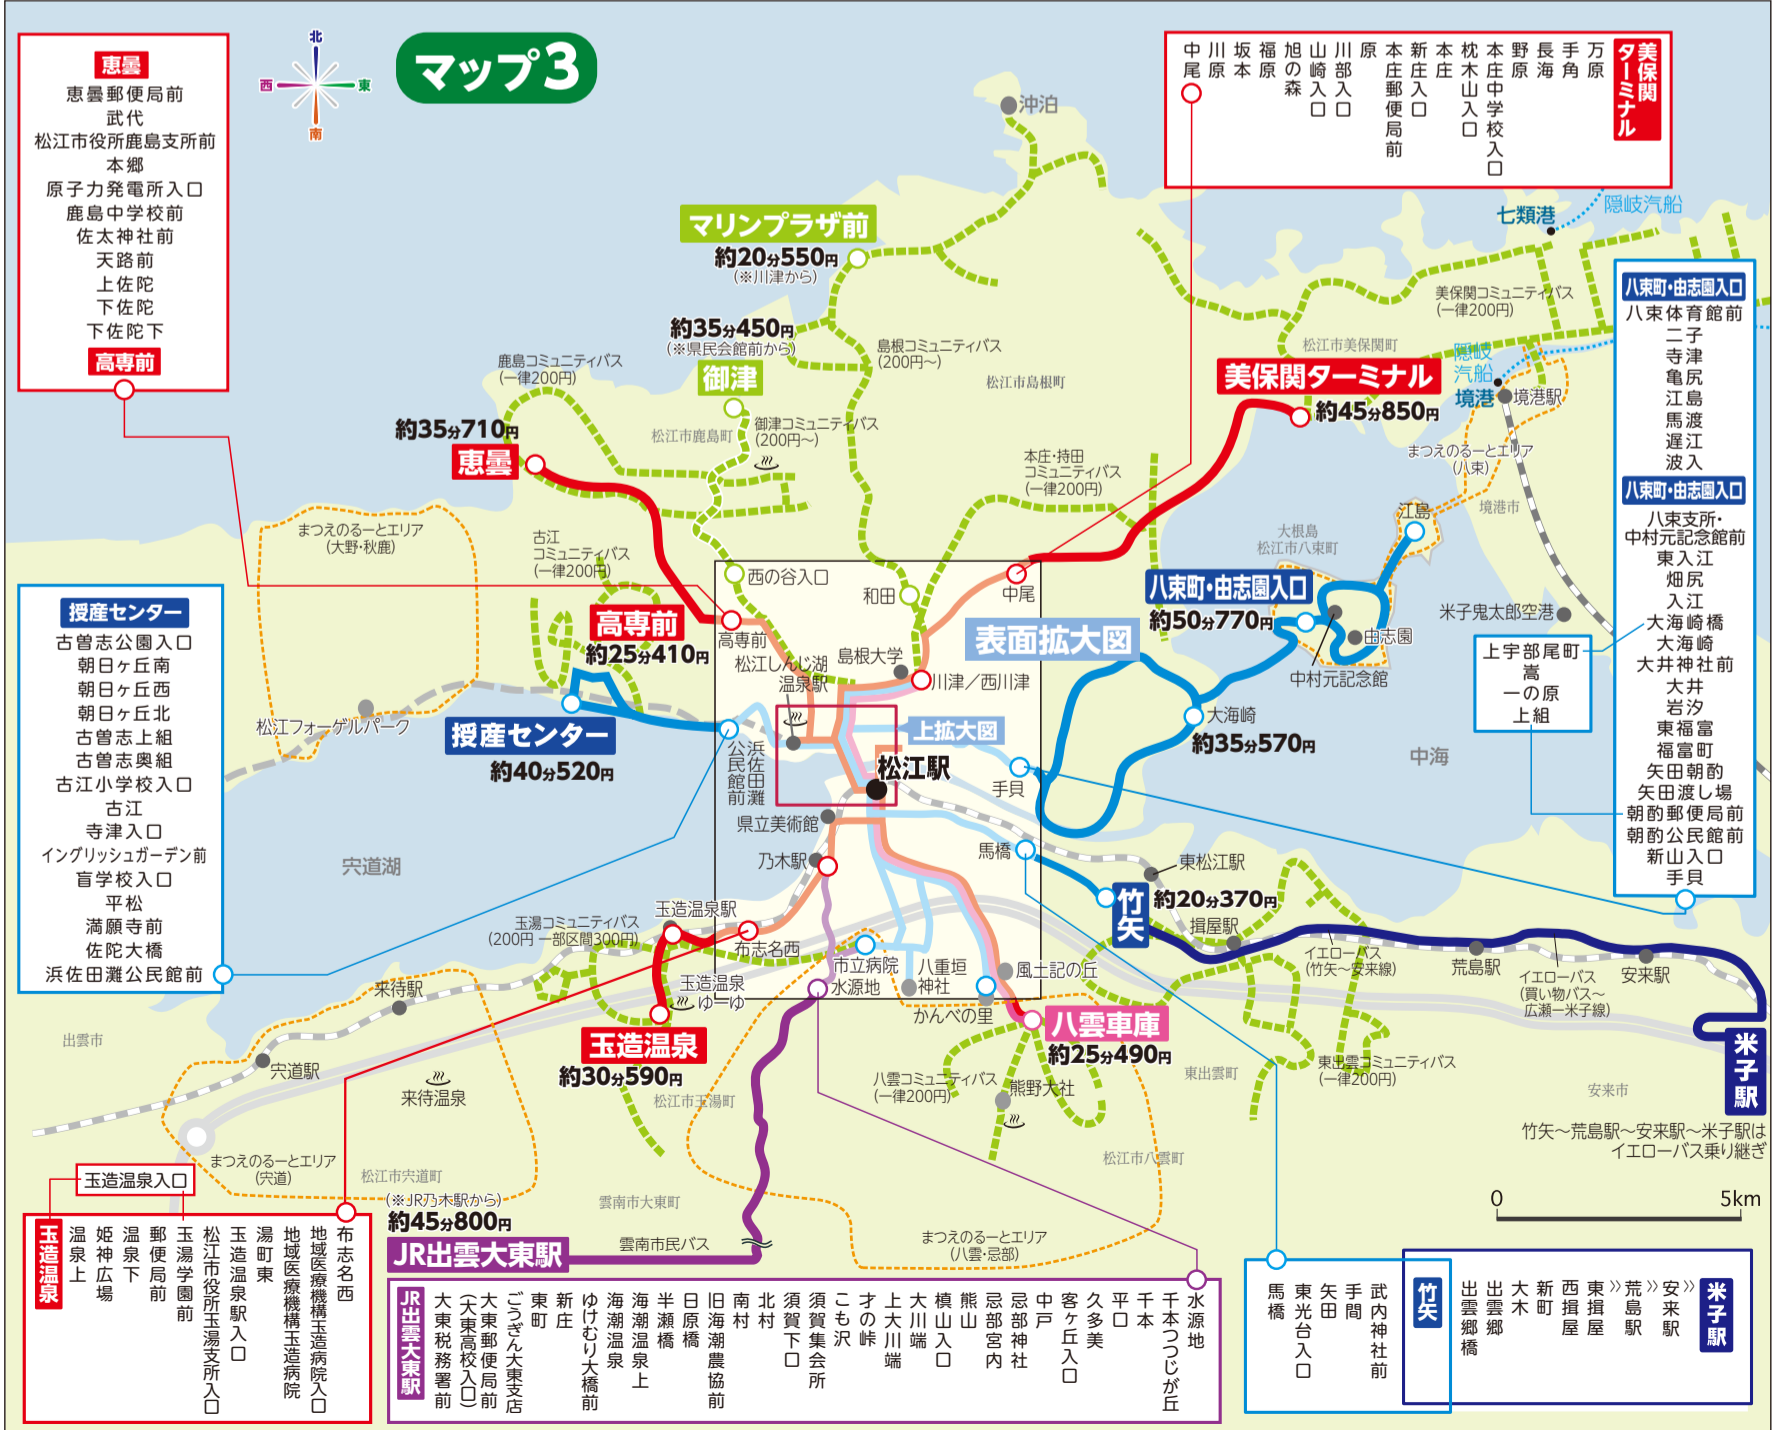 マップ3
北
西
東
南
恵曇
恵曇郵便局前
武代
松江市役所鹿島支所前
本郷
原子力発電所入口
鹿島中学校前
佐太神社前
天路前
上佐陀
下佐陀
下佐陀下
高専前
美保関
ターミナル
万原
手角
長海
野原
本庄中学校入口
枕木山入口
本庄
新庄入口
本庄郵便局前
原
川部入口
山崎入口
旭の森
福原
坂本
川原
中尾
沖泊
マリンプラザ前
約20分550円
(※川津から)
七類港
隠岐汽船
美保関コミュニティバス
(一律200円)
松江市美保関町
隠岐
汽船
境港
境港駅
約35分450円
(※県民会館前から)
御津
島根コミュニティバス
(200円～)
松江市島根町
鹿島コミュニティバス
(一律200円)
美保関ターミナル
約45分850円
約35分710円
恵曇
松江市鹿島町
御津コミュニティバス
(200円～)
本庄・持田
コミュニティバス
(一律200円)
まつえのるーとエリア
(八束)
境港市
まつえのるーとエリア
(大野・秋鹿)
古江
コミュニティバス
(一律200円)
大根島
松江市八束町
江島
西の谷入口
和田
中尾
高専前
約25分410円
高専前
表面拡大図
八束町・由志園入口
約50分770円
由志園
中村元記念館
米子鬼太郎空港
松江しんじ湖
温泉駅
島根大学
川津／西川津
松江フォーゲルパーク
授産センター
約40分520円
浜佐田灘
公民館前
上拡大図
松江駅
大海崎
約35分570円
中海
手貝
県立美術館
乃木駅
馬橋
東松江駅
竹矢
約20分370円
揖屋駅
イエローバス
(竹矢～安来線)
荒島駅
イエローバス
(買い物バス～
広瀬ー米子線)
安来駅
米子駅
宍道湖
玉湯コミュニティバス
(200円 一部区間300円)
玉造温泉駅
布志名西
市立病院
八重垣
神社
風土記の丘
水源地
かんべの里
玉造温泉
ゆーゆ
来待駅
出雲市
宍道駅
来待温泉
玉造温泉
約30分590円
松江市玉湯町
八雲車庫
約25分490円
八雲コミュニティバス
(一律200円)
熊野大社
東出雲町
東出雲コミュニティバス
(一律200円)
安来市
竹矢～荒島駅～安来駅～米子駅は
イエローバス乗り継ぎ
松江市八雲町
まつえのるーとエリア
(宍道)
松江市宍道町
まつえのるーとエリア
(八雲・忌部)
雲南市大東町
(※JR乃木駅から)
約45分800円
JR出雲大東駅
雲南市民バス
0
5km
授産センター
古曽志公園入口
朝日ヶ丘南
朝日ヶ丘西
朝日ヶ丘北
古曽志上組
古曽志奥組
古江小学校入口
古江
寺津入口
イングリッシュガーデン前
盲学校入口
平松
満願寺前
佐陀大橋
浜佐田灘公民館前
八束町・由志園入口
八束体育館前
二子
寺津
亀尻
江島
馬渡
遅江
波入
八束町・由志園入口
八束支所・
中村元記念館前
東入江
畑尻
入江
大海崎橋
大海崎
大井神社前
大井
岩汐
東福富
福富町
矢田朝酌
矢田渡し場
朝酌郵便局前
朝酌公民館前
新山入口
手貝
上宇部尾町
嵩
一の原
上組
玉造温泉入口
玉造温泉
温泉上
姫神広場
温泉下
郵便局前
玉湯学園前
松江市役所玉湯支所入口
玉造温泉駅入口
湯町東
地域医療機構玉造病院
地域医療機構玉造病院入口
布志名西
JR出雲大東駅
大東税務署前
(大東高校入口)
大東郵便局前
ごうぎん大東支店
東町
新庄
ゆけむり大橋前
海潮温泉
海潮温泉上
半瀬橋
日原橋
旧海潮農協前
南村
北村
須賀下口
須賀集会所
こも沢
才の峠
上大川端
大川端
槙山入口
熊山
忌部宮内
忌部神社
中戸
客ヶ丘入口
久多美
平口
千本
千本つつじが丘
水源地
馬橋
東光台入口
矢田
手間
武内神社前
竹矢
出雲郷橋
出雲郷
大木
新町
西揖屋
東揖屋
»
荒島駅
»
安来駅
»
米子駅